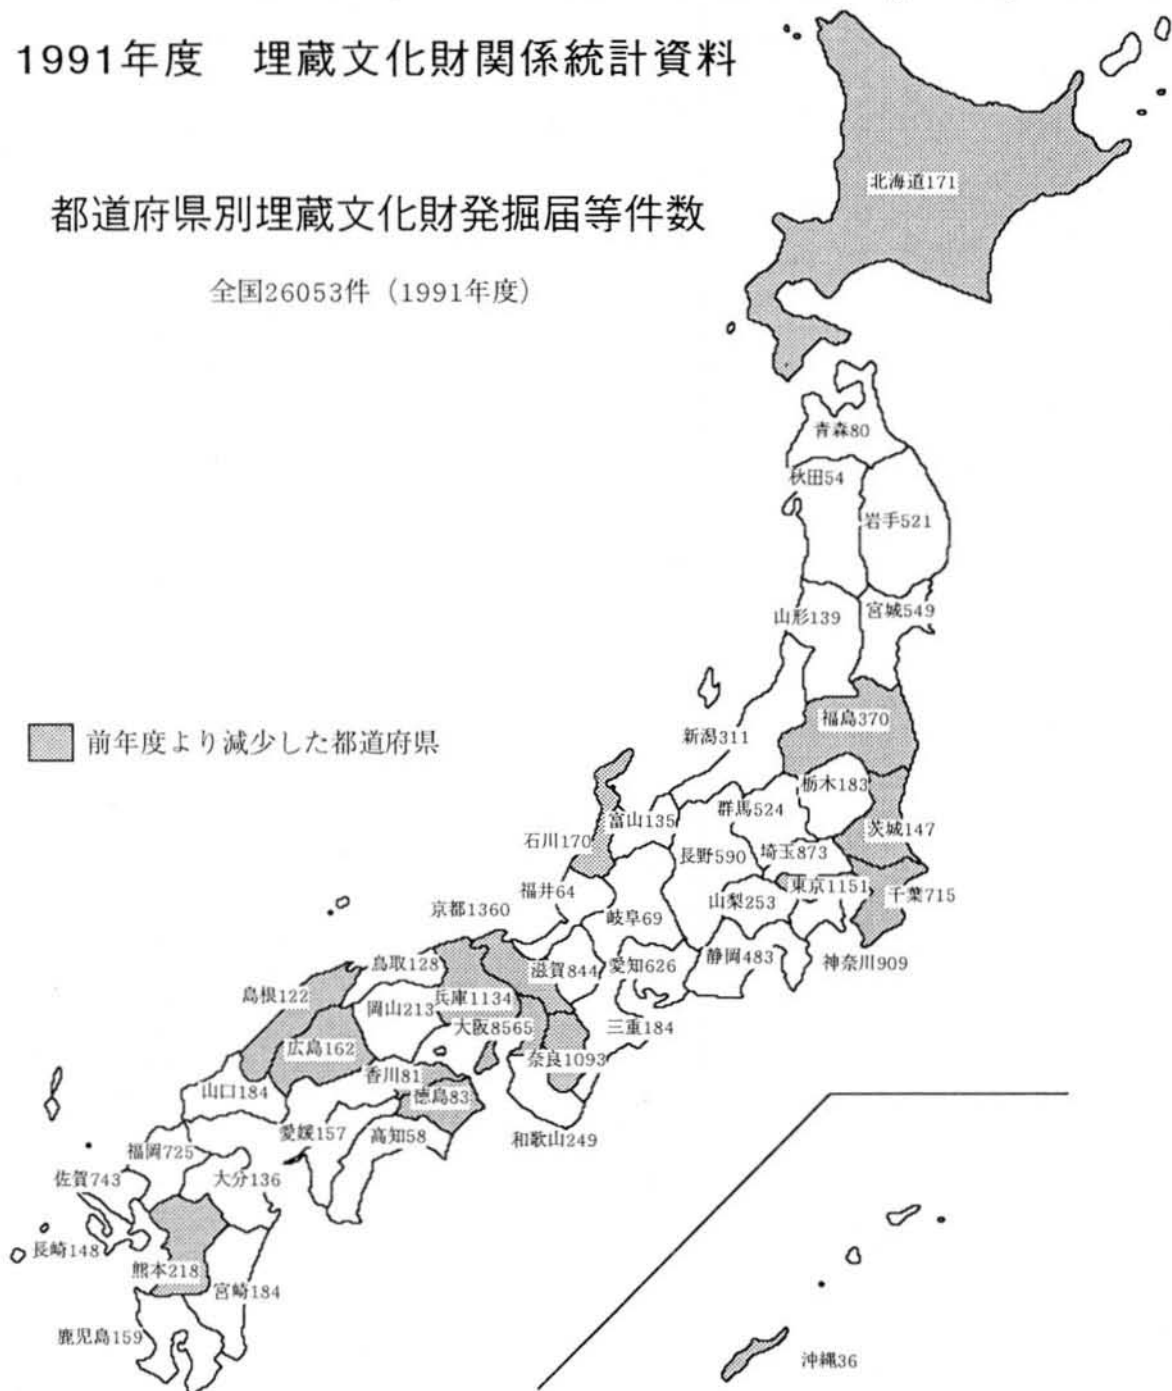 1991年度　埋蔵文化財関係統計資料
都道府県別埋蔵文化財発掘届等件数
全国26053件（1991年度）
北海道171
青森80
秋田54
岩手521
山形139
宮城549
福島370
新潟311
前年度より減少した都道府県
栃木183
群馬524
富山135
茨城147
石川170
長野590
埼玉873
福井64
東京1151
千葉715
山梨253
京都1360
岐阜69
静岡483
神奈川909
鳥取128
滋賀844
愛知626
島根122
兵庫1134
岡山213
大阪8565
三重184
広島162
奈良1093
香川81
山口184
徳島83
愛媛157
高知58
和歌山249
福岡725
佐賀743
大分136
長崎148
熊本218
宮崎184
鹿児島159
沖縄36